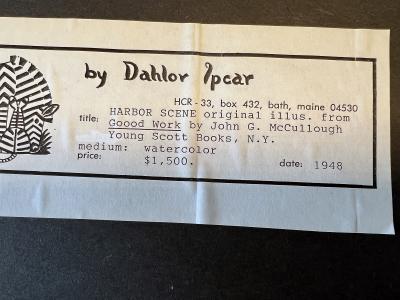 by Dahlov Ipcar
HCR-33, box 432, bath, maine 04530
title: HARBOR SCENE original illus. from
Goood Work by John G. McCullough
Young Scott Books, N.Y.
medium: watercolor
price: $1,500. date: 1948